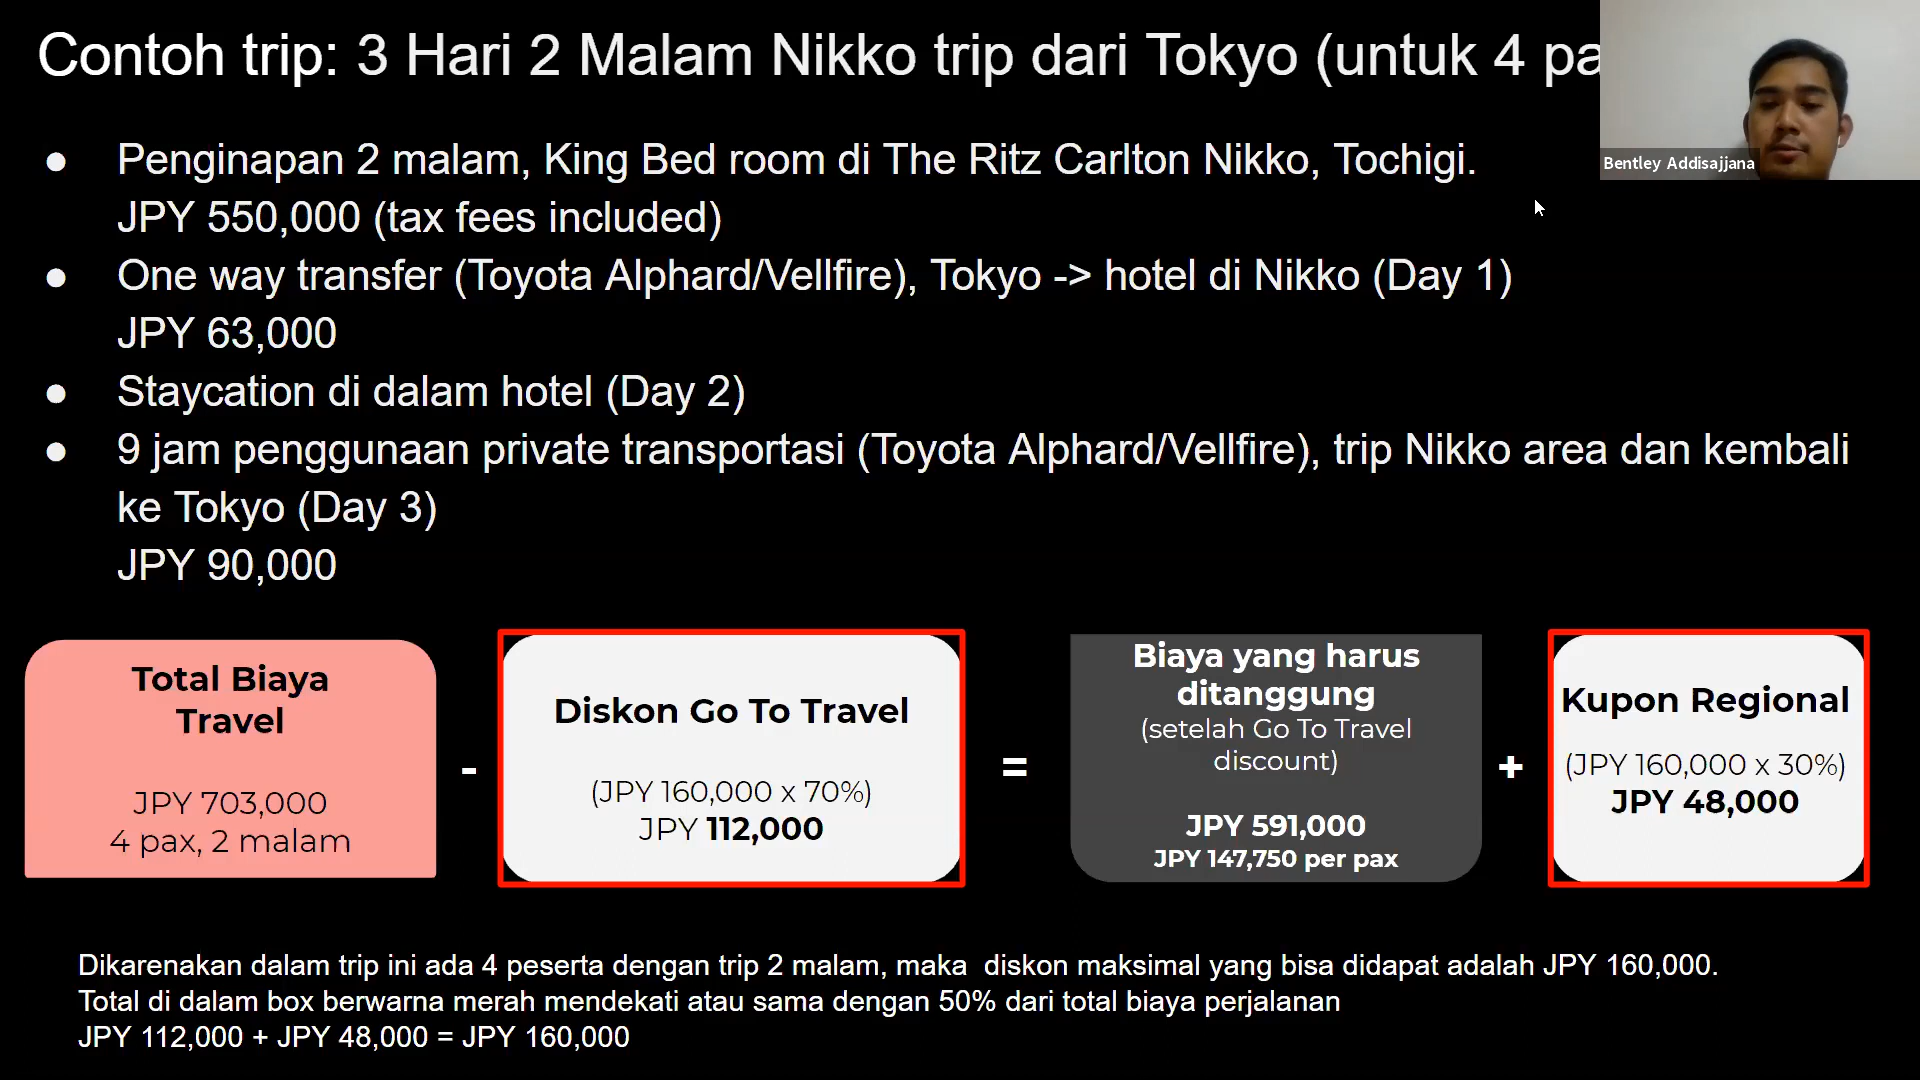 Contoh trip: 3 Hari 2 Malam Nikko trip dari Tokyo (untuk 4 pa
Bentley Addisajjana
● Penginapan 2 malam, King Bed room di The Ritz Carlton Nikko, Tochigi.
JPY 550,000 (tax fees included)
● One way transfer (Toyota Alphard/Vellfire), Tokyo -> hotel di Nikko (Day 1)
JPY 63,000
● Staycation di dalam hotel (Day 2)
● 9 jam penggunaan private transportasi (Toyota Alphard/Vellfire), trip Nikko area dan kembali
ke Tokyo (Day 3)
JPY 90,000
Total Biaya
Travel
JPY 703,000
4 pax, 2 malam
-
Diskon Go To Travel
(JPY 160,000 x 70%)
JPY 112,000
=
Biaya yang harus
ditanggung
(setelah Go To Travel
discount)
JPY 591,000
JPY 147,750 per pax
+
Kupon Regional
(JPY 160,000 x 30%)
JPY 48,000
Dikarenakan dalam trip ini ada 4 peserta dengan trip 2 malam, maka  diskon maksimal yang bisa didapat adalah JPY 160,000.
Total di dalam box berwarna merah mendekati atau sama dengan 50% dari total biaya perjalanan
JPY 112,000 + JPY 48,000 = JPY 160,000